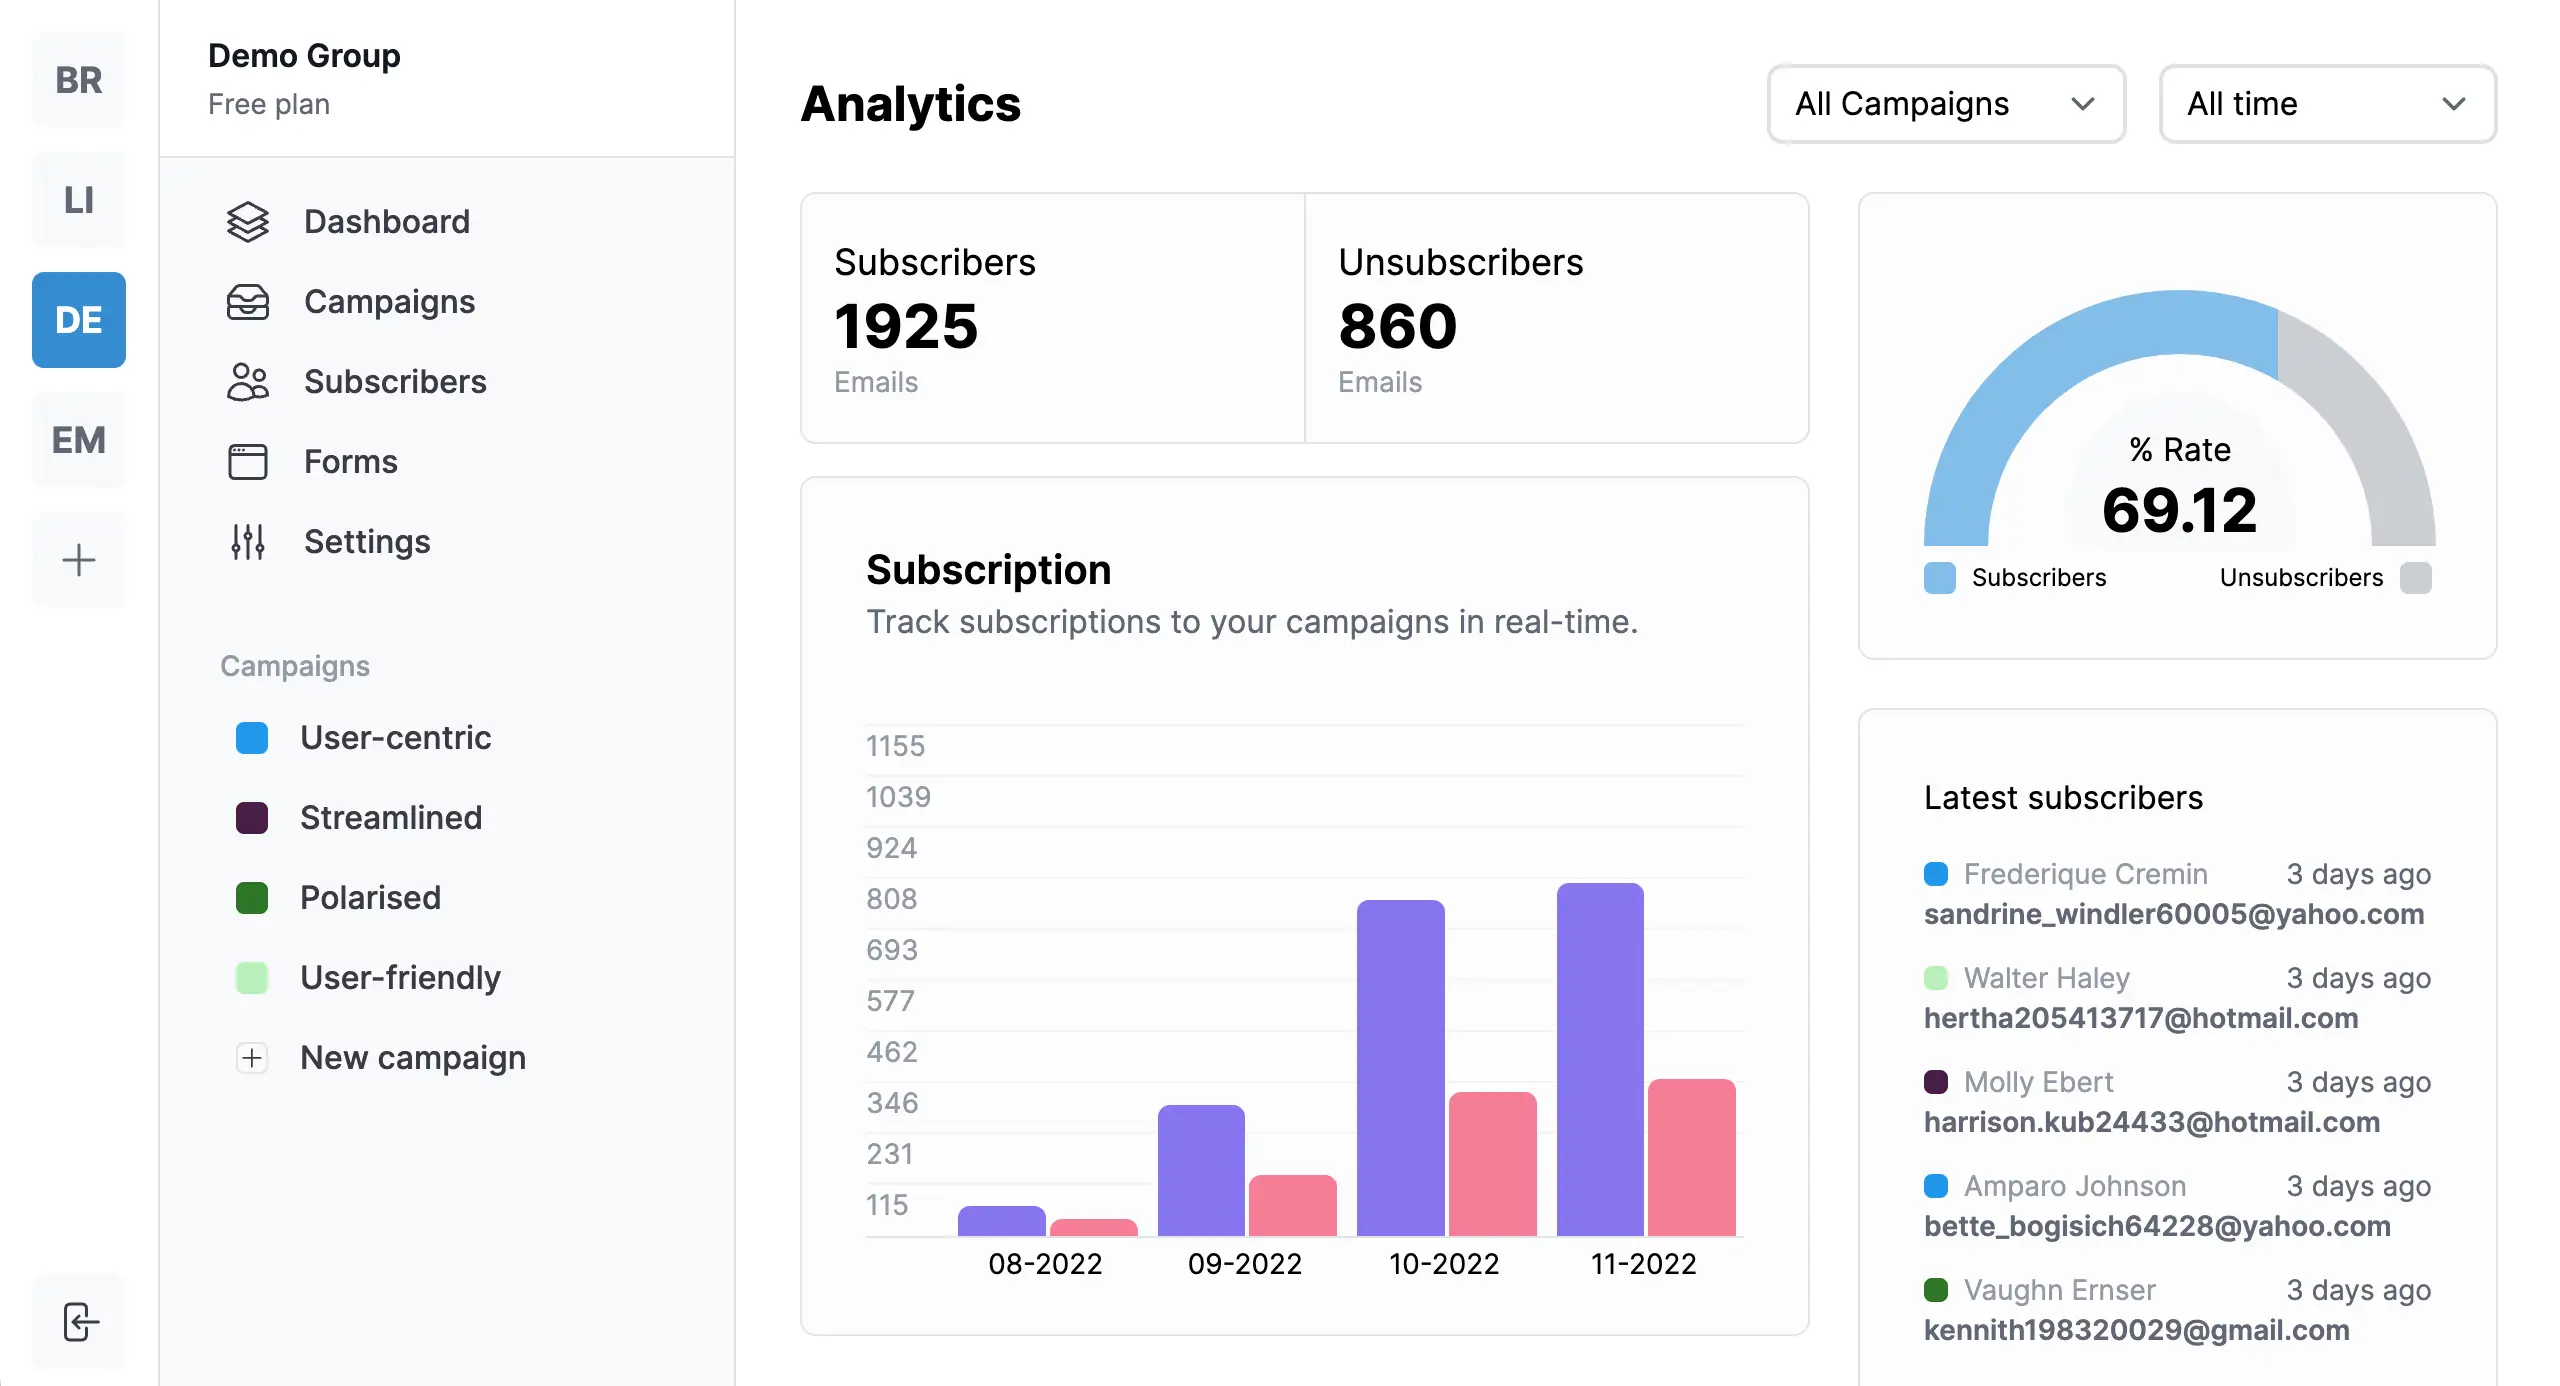 BR
LI
DE
EM
Demo Group
Free plan
Dashboard
Campaigns
Subscribers
Forms
Settings
Campaigns
User-centric
Streamlined
Polarised
User-friendly
New campaign
Analytics
All Campaigns
All time
Subscribers
1925
Emails
Unsubscribers
860
Emails
Subscription
Track subscriptions to your campaigns in real-time.
1155
1039
924
808
693
577
462
346
231
115
08-2022
09-2022
10-2022
11-2022
% Rate
69.12
Subscribers
Unsubscribers
Latest subscribers
Frederique Cremin 3 days ago
sandrine_windler60005@yahoo.com
Walter Haley 3 days ago
hertha205413717@hotmail.com
Molly Ebert 3 days ago
harrison.kub24433@hotmail.com
Amparo Johnson 3 days ago
bette_bogisich64228@yahoo.com
Vaughn Ernser 3 days ago
kennith198320029@gmail.com